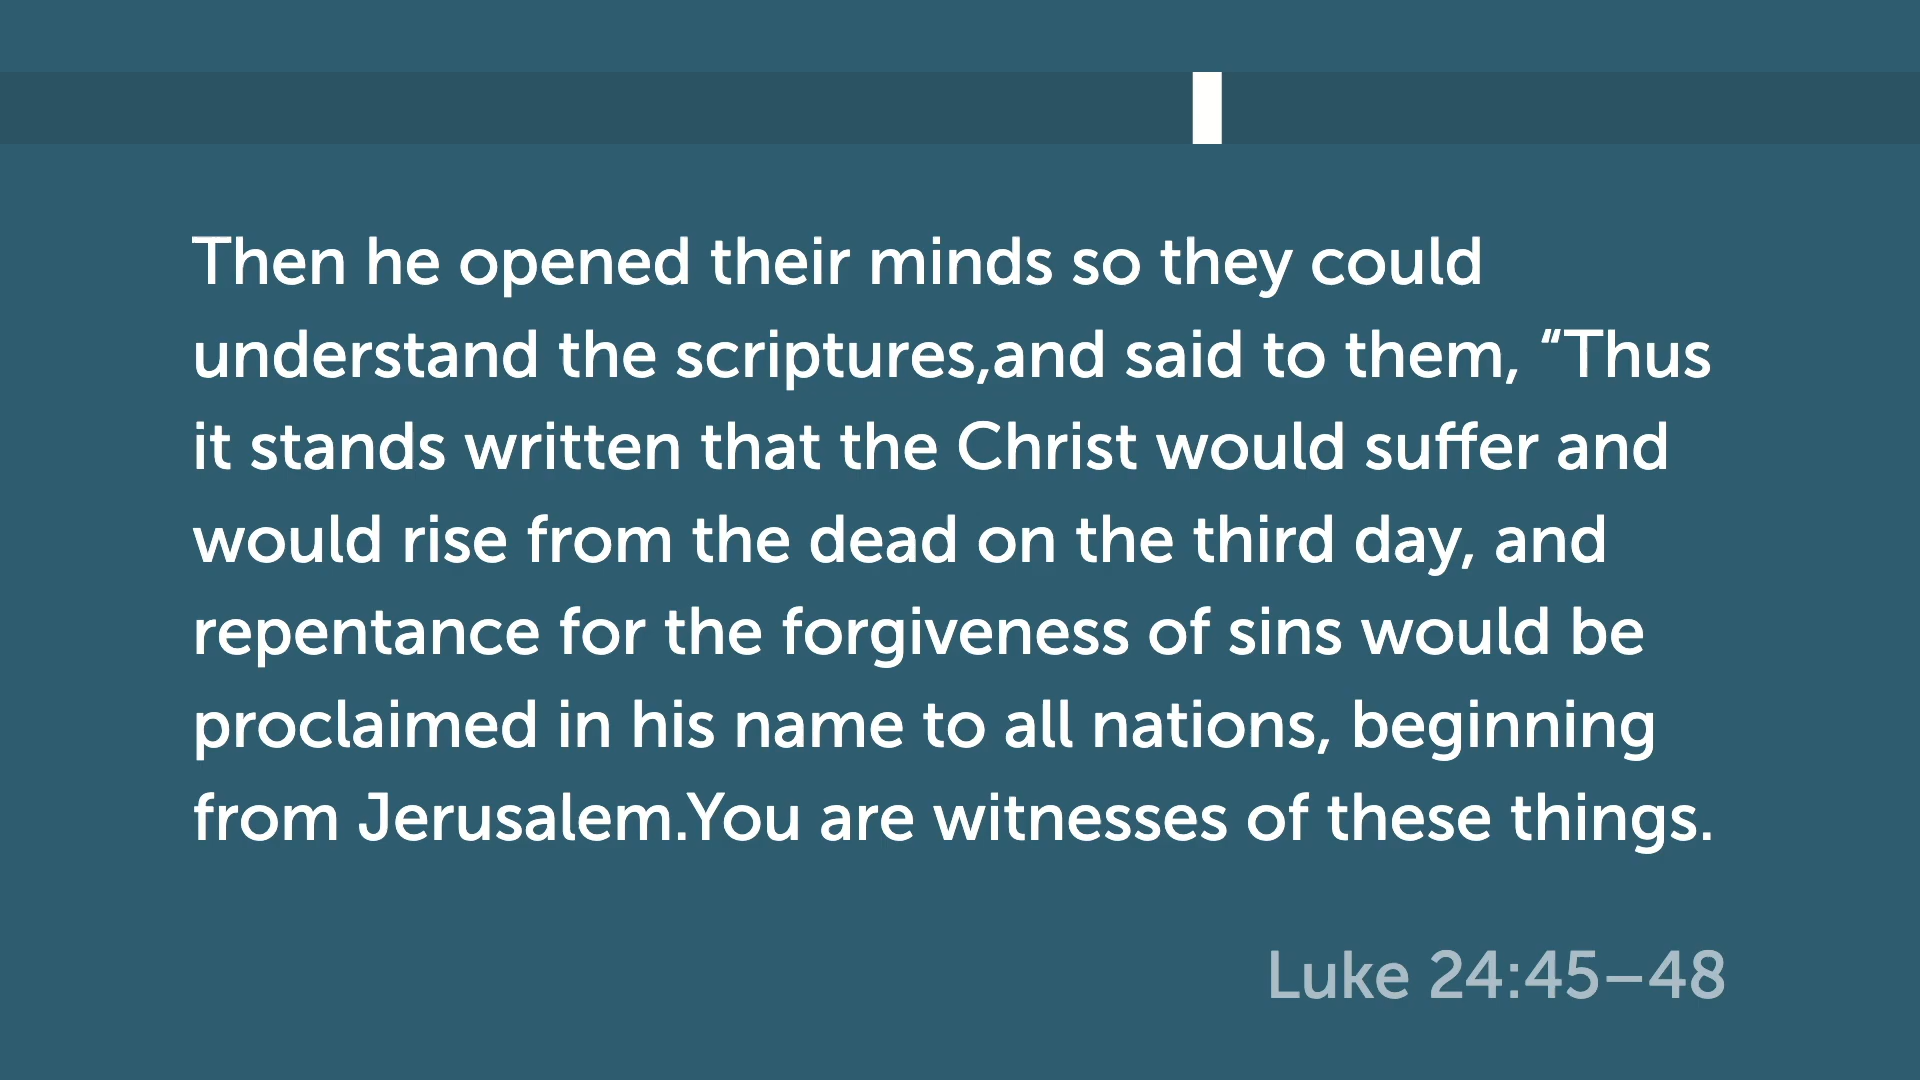 Then he opened their minds so they could
understand the scriptures,and said to them, “Thus
it stands written that the Christ would suffer and
would rise from the dead on the third day, and
repentance for the forgiveness of sins would be
proclaimed in his name to all nations, beginning
from Jerusalem.You are witnesses of these things.
Luke 24:45–48